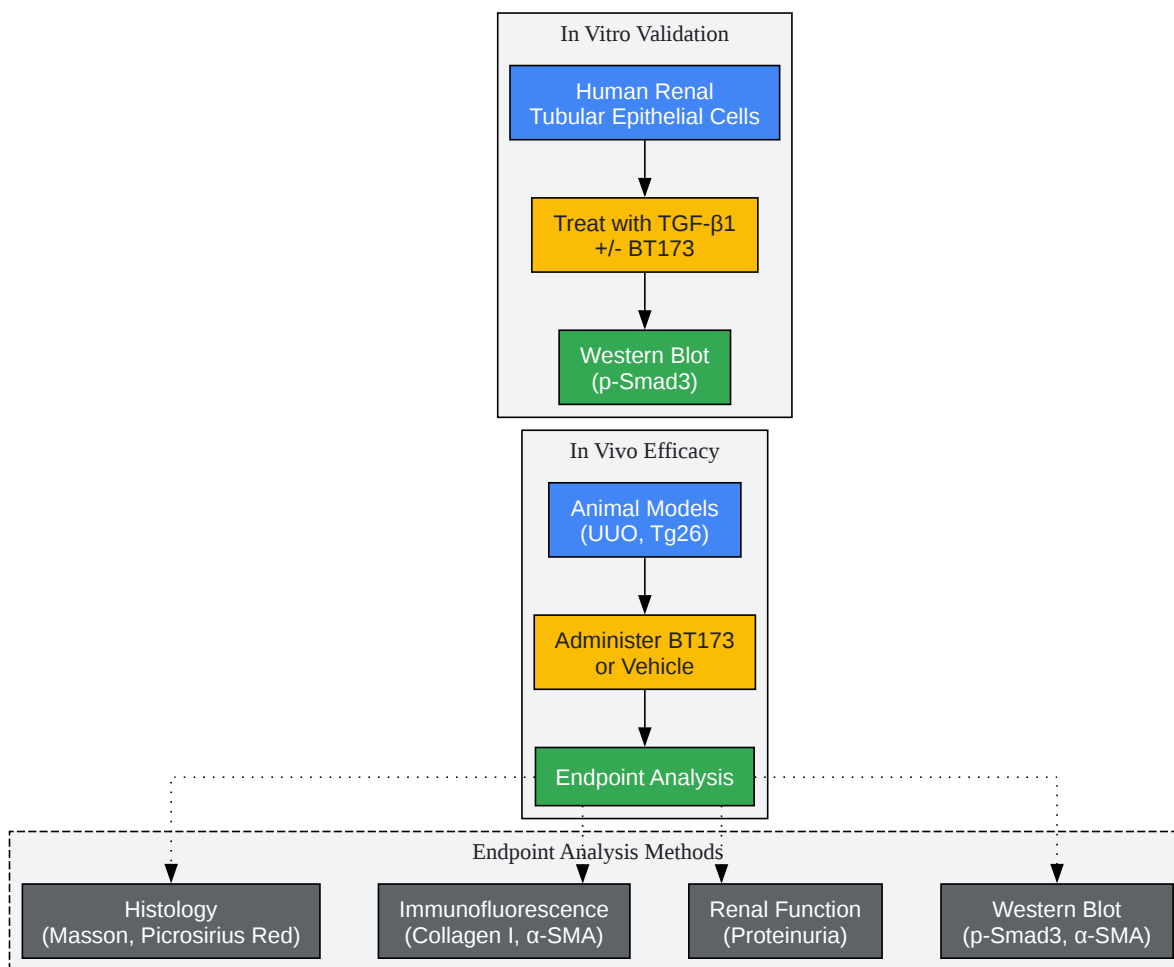 In Vitro Validation
Human Renal
Tubular Epithelial Cells
Treat with TGF-β1
+/- BT173
Western Blot
(p-Smad3)
In Vivo Efficacy
Animal Models
(UUO, Tg26)
Administer BT173
or Vehicle
Endpoint Analysis
Endpoint Analysis Methods
Histology
(Masson, Picrosirius Red)
Immunofluorescence
(Collagen I, α-SMA)
Renal Function
(Proteinuria)
Western Blot
(p-Smad3, α-SMA)